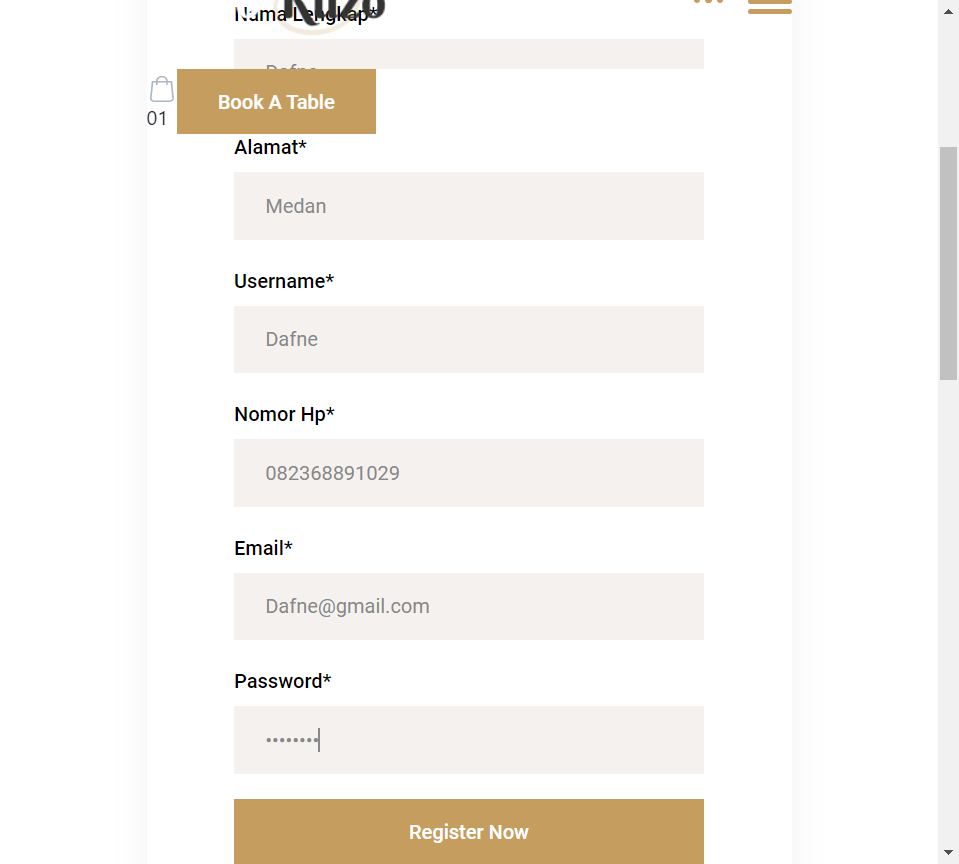 Nama Lengkap*
Dafne
01
Book A Table
Alamat*
Medan
Username*
Dafne
Nomor Hp*
082368891029
Email*
Dafne@gmail.com
Password*
••••••••
Register Now